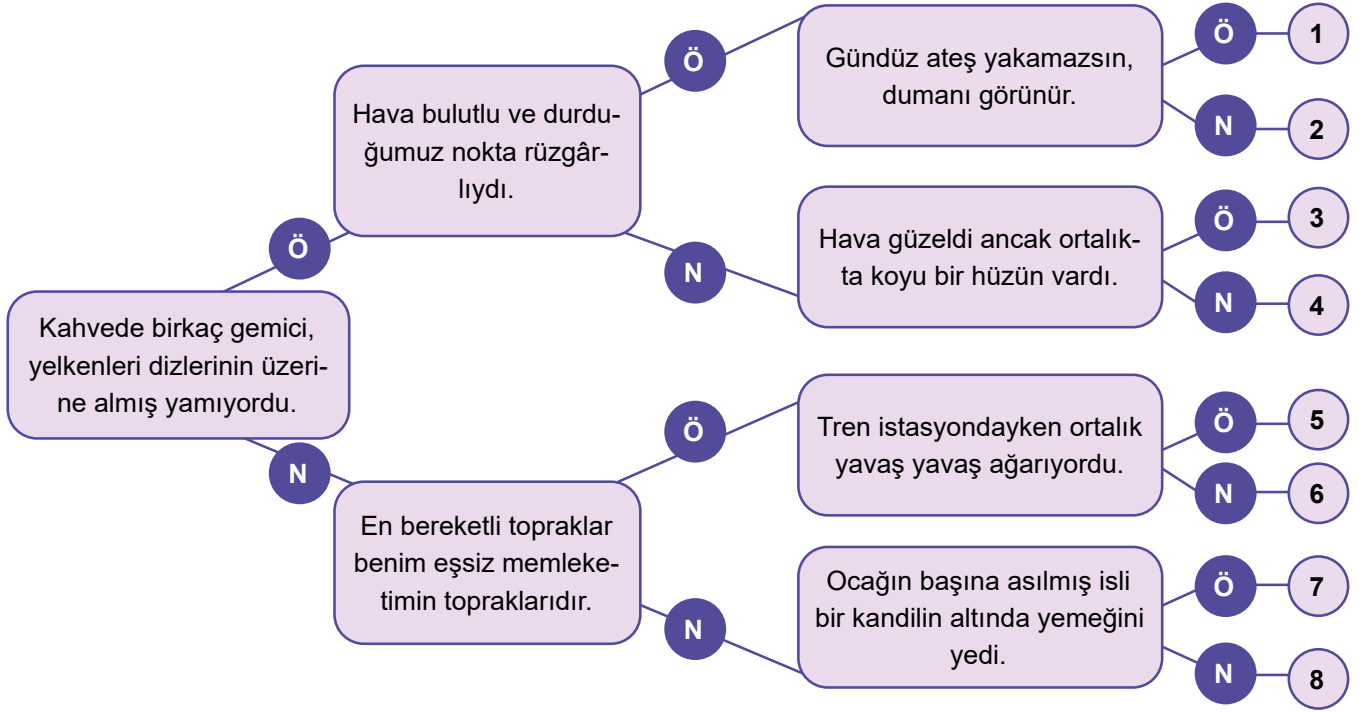 Kahvede birkaç gemici,
yelkenleri dizlerinin üzeri-
ne almış yamıyordu.
Ö
N
Hava bulutlu ve durdu-
ğumuz nokta rüzgâr-
lıydı.
Ö
N
En bereketli topraklar
benim eşsiz memleke-
timin topraklarıdır.
Ö
N
Gündüz ateş yakamazsın,
dumanı görünür.
Ö
1
N
2
Hava güzeldi ancak ortalık-
ta koyu bir hüzün vardı.
Ö
3
N
4
Tren istasyondayken ortalık
yavaş yavaş ağarıyordu.
Ö
5
N
6
Ocağın başına asılmış isli
bir kandilin altında yemeğini
yedi.
Ö
7
N
8